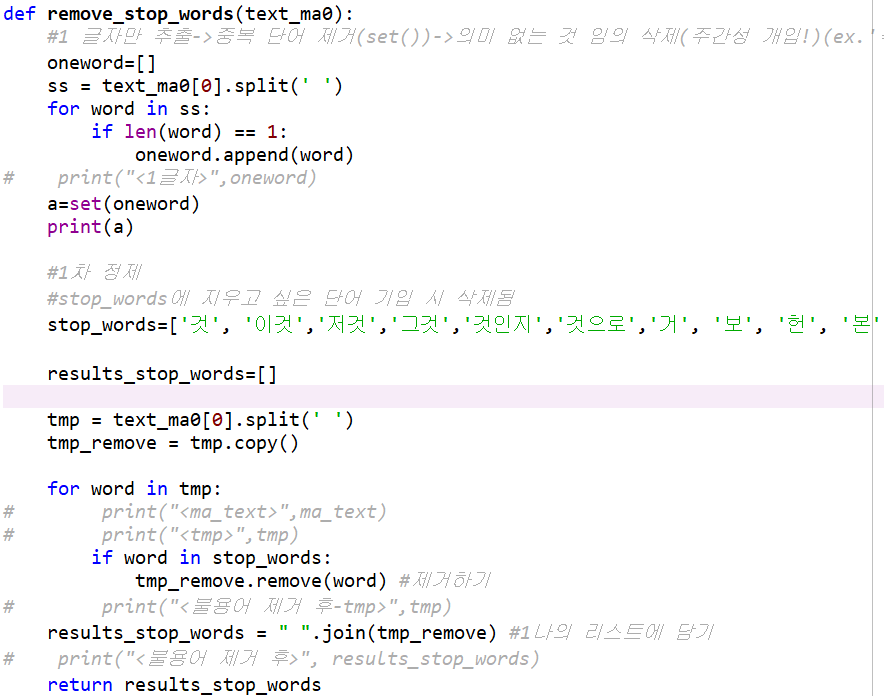 def remove_stop_words(text_ma0):
    #1 글자만 추출->중복 단어 제거(set())->의미 없는 것 임의 삭제(주간성 개입!)(ex.'
    oneword=[]
    ss = text_ma0[0].split(' ')
    for word in ss:
        if len(word) == 1:
            oneword.append(word)
#    print("<1글자>",oneword)
    a=set(oneword)
    print(a)
    #1차 정제
    #stop_words에 지우고 싶은 단어 기입 시 삭제됨
    stop_words=['것', '이것','저것','그것','것인지','것으로','거', '보', '헌', '본'
    results_stop_words=[]
    tmp = text_ma0[0].split(' ')
    tmp_remove = tmp.copy()
    for word in tmp:
#        print("<ma_text>",ma_text)
#        print("<tmp>",tmp)
        if word in stop_words:
            tmp_remove.remove(word) #제거하기
#        print("<불용어 제거 후-tmp>",tmp)
    results_stop_words = " ".join(tmp_remove) #1나의 리스트에 담기
#    print("<불용어 제거 후>", results_stop_words)
    return results_stop_words